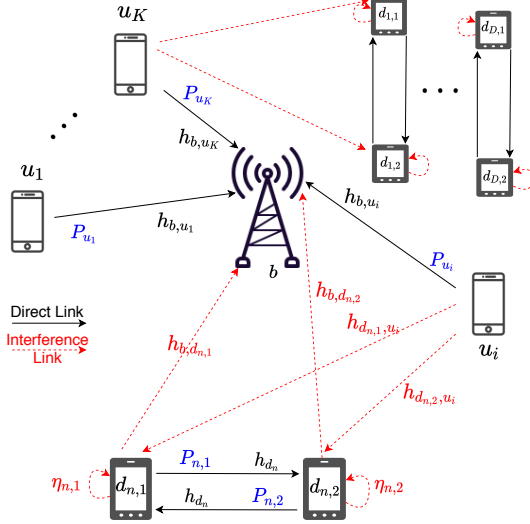 u_K
d_{1,1}
d_{D,1}
P_{u_K}
h_{b,u_K}
d_{1,2}
d_{D,2}
u_1
P_{u_1}
h_{b,u_1}
h_{b,u_i}
P_{u_i}
b
h_{b,d_{n,2}}
Direct Link
Interference
Link
h_{b,d_{n,1}}
h_{d_{n,1},u_i}
u_i
h_{d_{n,2},u_i}
P_{n,1}
h_{d_n}
η_{n,1}
d_{n,1}
d_{n,2}
η_{n,2}
h_{d_n}
P_{n,2}